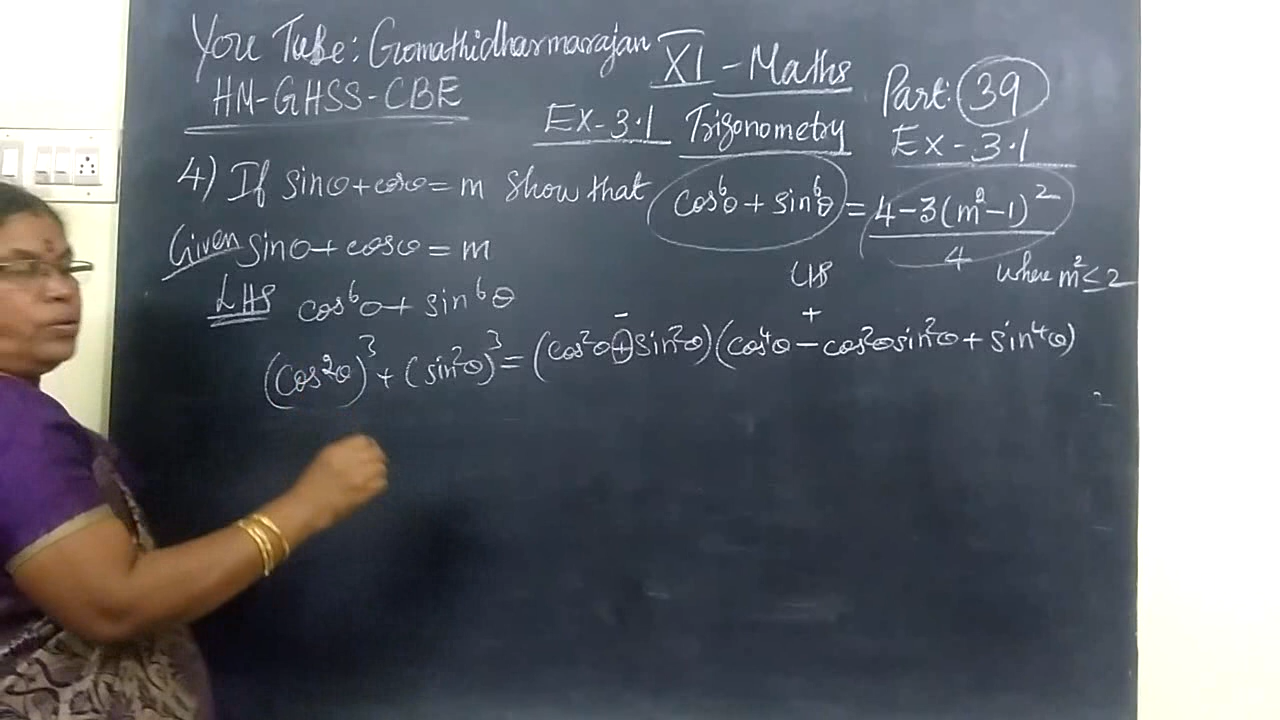 You Tube: Gomathidharmarajan
HM-GHSS-CBE
XI - Maths
Ex-3.1 Trigonometry
Part: 39
Ex-3.1
4) If sinθ + cosθ = m show that cos⁶θ + sin⁶θ = 4-3(m²-1)²
4
where m² ≤ 2
LHS
Given sinθ + cosθ = m
LHS cos⁶θ + sin⁶θ
- +
(cos²θ)³ + (sin²θ)³ = (cos²θ + sin²θ)(cos⁴θ - cos²θsin²θ + sin⁴θ)